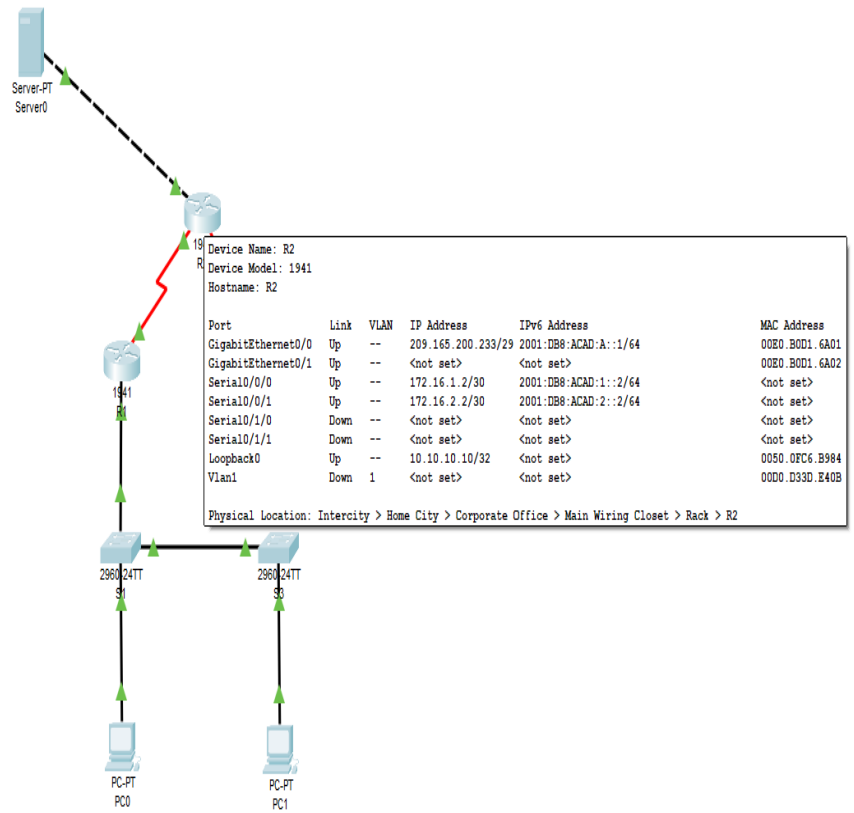 Server-PT
Server0
19
R
Device Name: R2
Device Model: 1941
Hostname: R2
Port Link VLAN IP Address IPv6 Address MAC Address
GigabitEthernet0/0 Up -- 209.165.200.233/29 2001:DB8:ACAD:A::1/64 00E0.B0D1.6A01
GigabitEthernet0/1 Up -- <not set> <not set> 00E0.B0D1.6A02
Serial0/0/0 Up -- 172.16.1.2/30 2001:DB8:ACAD:1::2/64 <not set>
Serial0/0/1 Up -- 172.16.2.2/30 2001:DB8:ACAD:2::2/64 <not set>
Serial0/1/0 Down -- <not set> <not set> <not set>
Serial0/1/1 Down -- <not set> <not set> <not set>
Loopback0 Up -- 10.10.10.10/32 <not set> 0050.0FC6.B984
Vlan1 Down 1 <not set> <not set> 00D0.D33D.E40B
Physical Location: Intercity > Home City > Corporate Office > Main Wiring Closet > Rack > R2
1941
R1
2960-24TT
S1
2960-24TT
S3
PC-PT
PC0
PC-PT
PC1